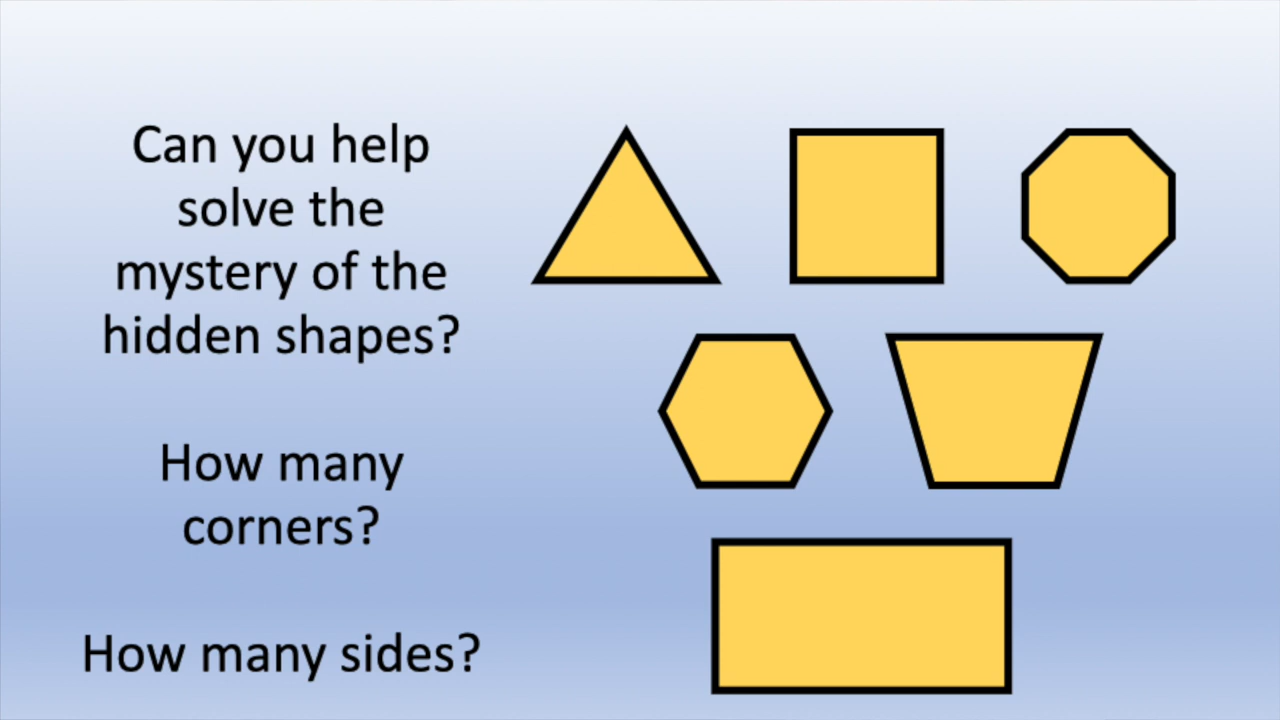 Can you help
solve the
mystery of the
hidden shapes?
How many
corners?
How many sides?